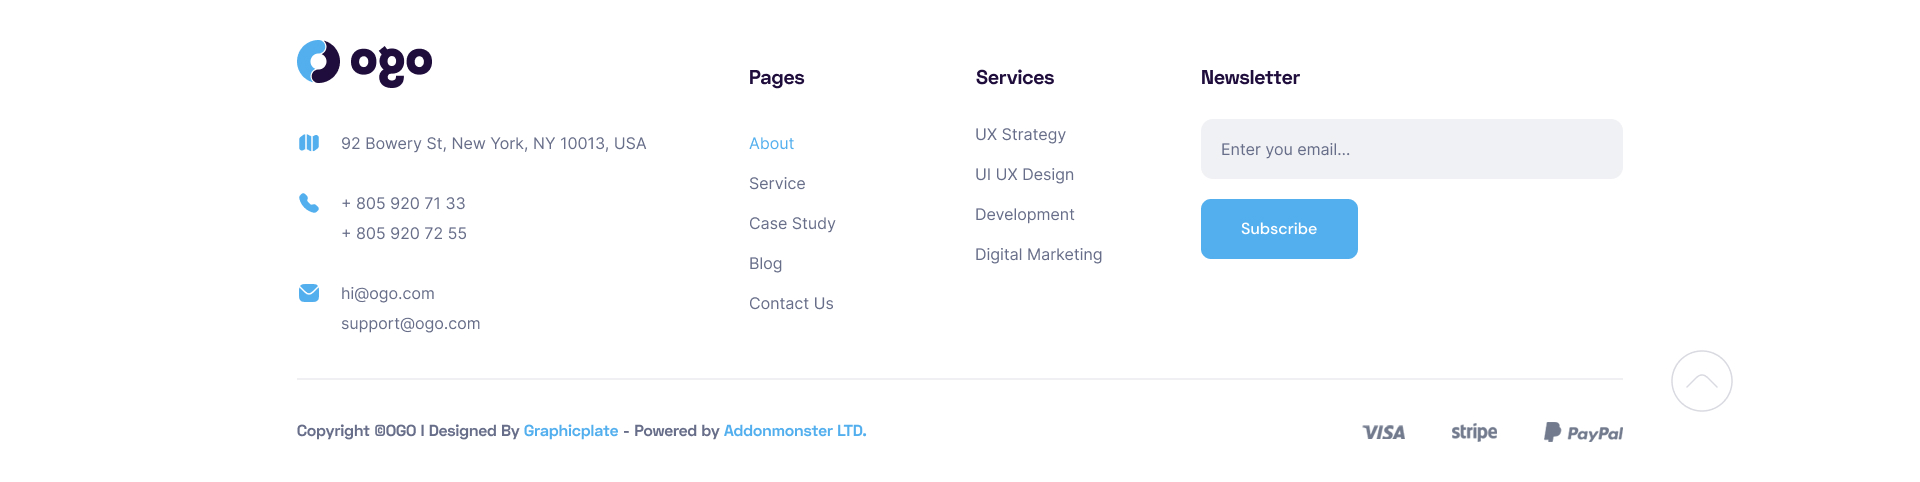 ogo
92 Bowery St, New York, NY 10013, USA
+ 805 920 71 33
+ 805 920 72 55
hi@ogo.com
support@ogo.com
Pages
About
Service
Case Study
Blog
Contact Us
Services
UX Strategy
UI UX Design
Development
Digital Marketing
Newsletter
Enter you email...
Subscribe
Copyright ©OGO I Designed By Graphicplate - Powered by Addonmonster LTD.
VISA stripe PayPal